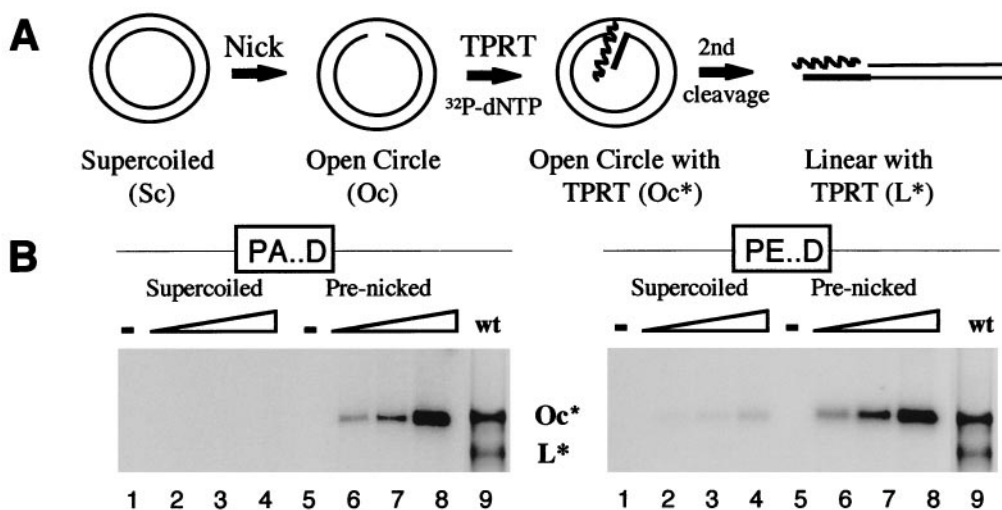 A
Nick
TPRT
³²P-dNTP
2nd
cleavage
Supercoiled
(Sc)
Open Circle
(Oc)
Open Circle with
TPRT (Oc*)
Linear with
TPRT (L*)
B
PA..D
PE..D
Supercoiled
Pre-nicked
Supercoiled
Pre-nicked
- - wt
- - wt
Oc*
L*
1 2 3 4 5 6 7 8 9
1 2 3 4 5 6 7 8 9